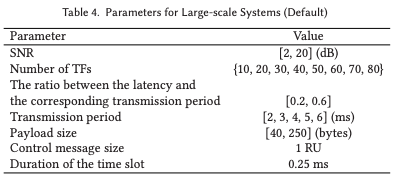 Table 4. Parameters for Large-scale Systems (Default)
Parameter Value
SNR [2, 20] (dB)
Number of TFs {10, 20, 30, 40, 50, 60, 70, 80}
The ratio between the latency and
the corresponding transmission period [0.2, 0.6]
Transmission period [2, 3, 4, 5, 6] (ms)
Payload size [40, 250] (bytes)
Control message size 1 RU
Duration of the time slot 0.25 ms